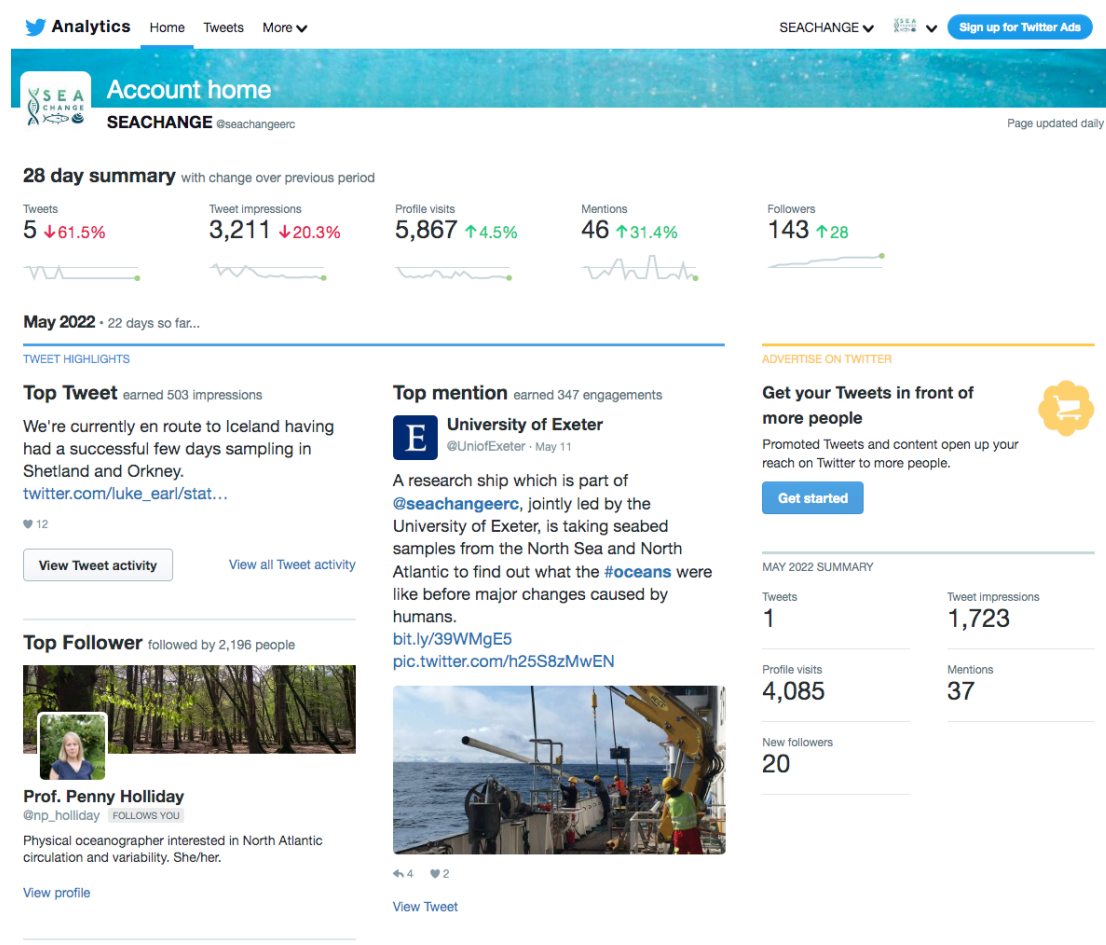 Analytics Home Tweets More
SEACHANGE Sign up for Twitter Ads
SEA
CHANGE
Account home
SEACHANGE @seachangeerc
Page updated daily
28 day summary with change over previous period
Tweets
5 ↓61.5%
Tweet impressions
3,211 ↓20.3%
Profile visits
5,867 ↑4.5%
Mentions
46 ↑31.4%
Followers
143 ↑28
May 2022 · 22 days so far...
TWEET HIGHLIGHTS
Top Tweet earned 503 impressions
We're currently en route to Iceland having
had a successful few days sampling in
Shetland and Orkney.
twitter.com/luke_earl/stat…
12
View Tweet activity
View all Tweet activity
Top Follower followed by 2,196 people
Prof. Penny Holliday
@np_holliday FOLLOWS YOU
Physical oceanographer interested in North Atlantic
circulation and variability. She/her.
View profile
Top mention earned 347 engagements
E
University of Exeter
@UniofExeter · May 11
A research ship which is part of
@seachangeerc, jointly led by the
University of Exeter, is taking seabed
samples from the North Sea and North
Atlantic to find out what the #oceans were
like before major changes caused by
humans.
bit.ly/39WMgE5
pic.twitter.com/h25S8zMwEN
4 2
View Tweet
ADVERTISE ON TWITTER
Get your Tweets in front of
more people
Promoted Tweets and content open up your
reach on Twitter to more people.
Get started
MAY 2022 SUMMARY
Tweets
1
Tweet impressions
1,723
Profile visits
4,085
Mentions
37
New followers
20